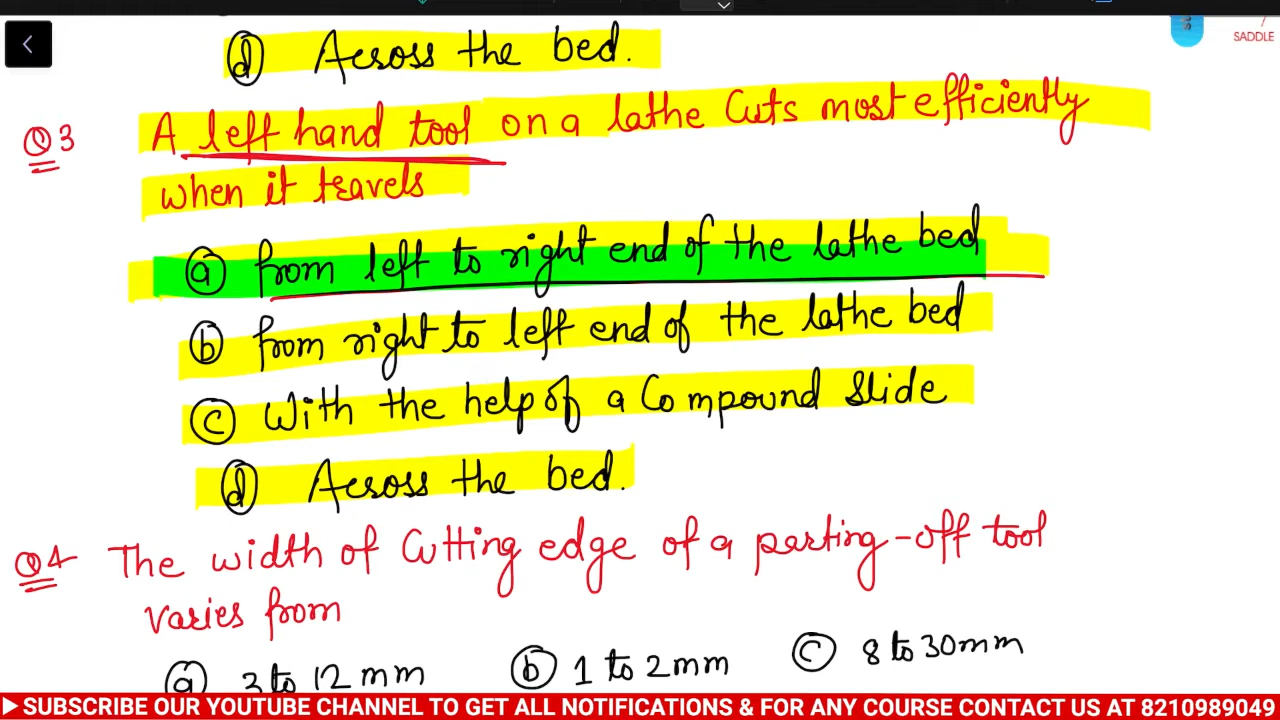 (d) Across the bed.
SADDLE
Q3 A left hand tool on a lathe Cuts most efficiently
when it travels
(a) from left to right end of the lathe bed
(b) from right to left end of the lathe bed
(c) With the help of a Compound Slide
(d) Across the bed.
Q4 The width of Cutting edge of a parting-off tool
varies from
(a) 3 to 12 mm (b) 1 to 2 mm (c) 8 to 30 mm
▶ SUBSCRIBE OUR YOUTUBE CHANNEL TO GET ALL NOTIFICATIONS & FOR ANY COURSE CONTACT US AT 8210989049